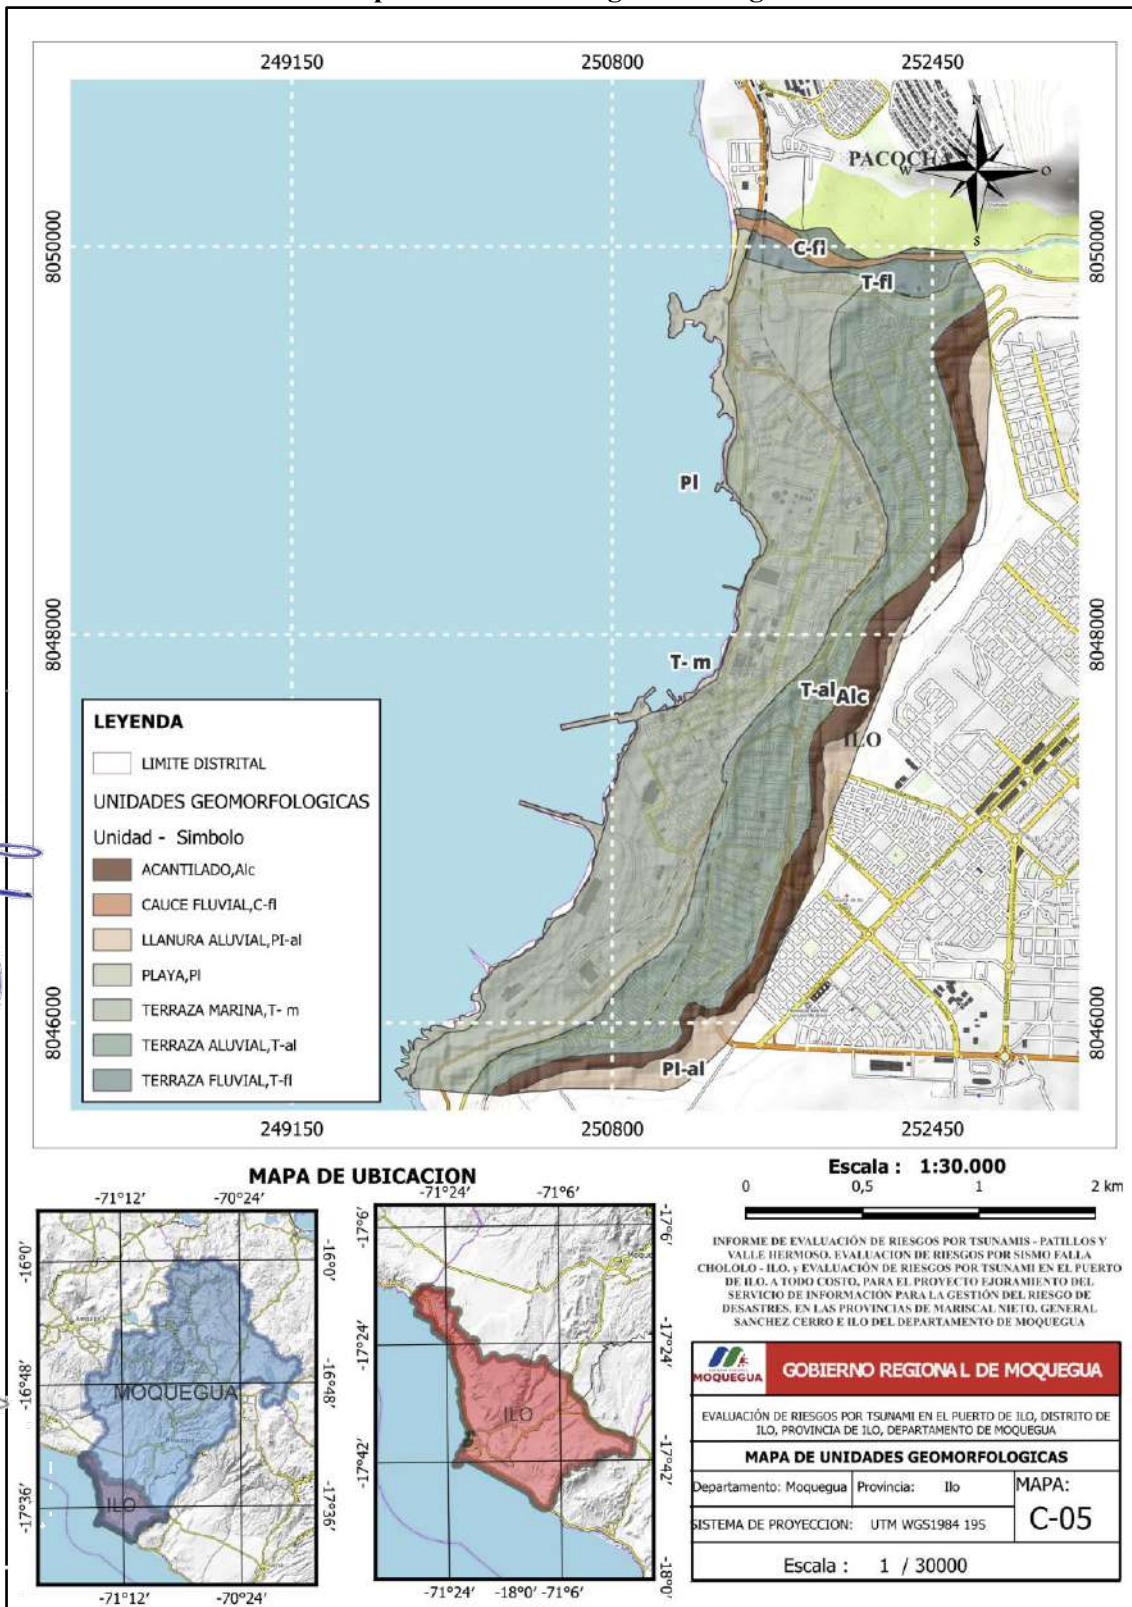 249150 250800 252450
PACOCHA
N
W O
S
8050000 8050000
C-fl
T-fl
Pl
8048000 8048000
T- m
T-al Alc
ILO
LEYENDA
LIMITE DISTRITAL
UNIDADES GEOMORFOLOGICAS
Unidad - Simbolo
ACANTILADO,Alc
CAUCE FLUVIAL,C-fl
LLANURA ALUVIAL,Pl-al
PLAYA,Pl
TERRAZA MARINA,T- m
TERRAZA ALUVIAL,T-al
TERRAZA FLUVIAL,T-fl
8046000 8046000
Pl-al
249150 250800 252450
MAPA DE UBICACION
-71°12' -70°24'
-16°0' -16°0'
-16°48' -16°48'
-17°36' -17°36'
MOQUEGUA
ILO
-71°12' -70°24'
-71°24' -71°6'
-17°6' -17°6'
-17°24' -17°24'
-17°42' -17°42'
ILO
-18°0'
-71°24' -18°0' -71°6'
Escala : 1:30.000
0 0,5 1 2 km
INFORME DE EVALUACIÓN DE RIESGOS POR TSUNAMIS - PATILLOS Y
VALLE HERMOSO. EVALUACION DE RIESGOS POR SISMO FALLA
CHOLOLO - ILO. y EVALUACIÓN DE RIESGOS POR TSUNAMI EN EL PUERTO
DE ILO. A TODO COSTO, PARA EL PROYECTO EJORAMIENTO DEL
SERVICIO DE INFORMACIÓN PARA LA GESTIÓN DEL RIESGO DE
DESASTRES, EN LAS PROVINCIAS DE MARISCAL NIETO, GENERAL
SANCHEZ CERRO E ILO DEL DEPARTAMENTO DE MOQUEGUA
MOQUEGUA
GOBIERNO REGIONAL DE MOQUEGUA
EVALUACIÓN DE RIESGOS POR TSUNAMI EN EL PUERTO DE ILO, DISTRITO DE
ILO, PROVINCIA DE ILO, DEPARTAMENTO DE MOQUEGUA
MAPA DE UNIDADES GEOMORFOLOGICAS
Departamento: Moquegua Provincia: Ilo MAPA:
SISTEMA DE PROYECCION: UTM WGS1984 19S C-05
Escala : 1 / 30000